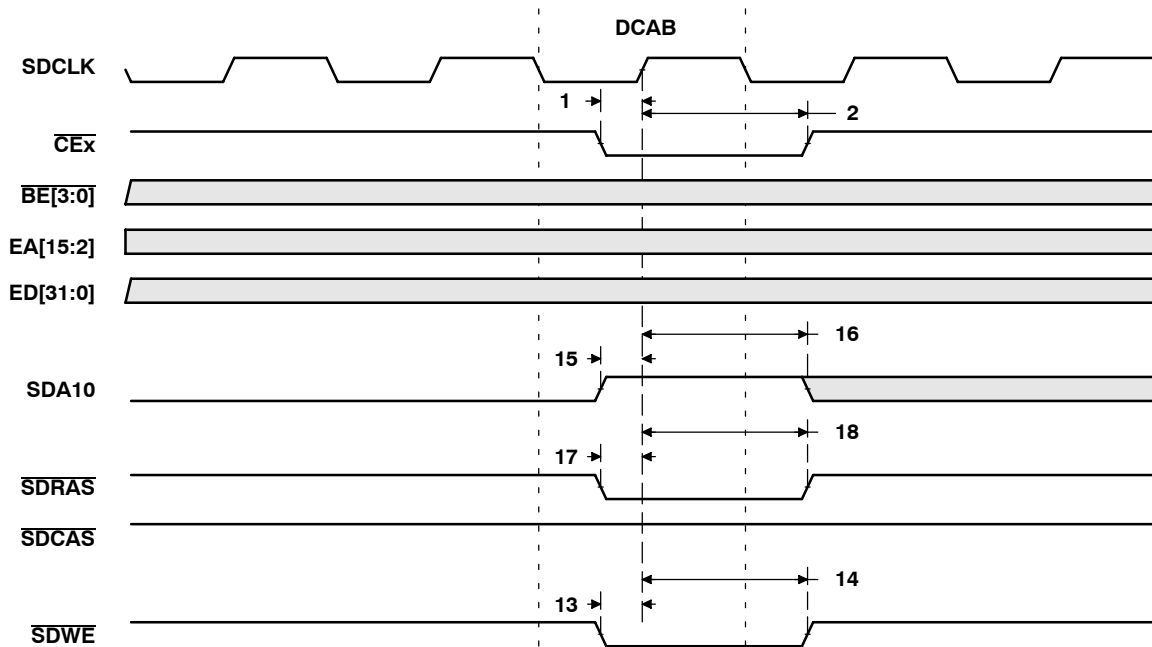 DCAB
SDCLK
1
2
CEx
BE[3:0]
EA[15:2]
ED[31:0]
16
15
SDA10
18
17
SDRAS
SDCAS
14
13
SDWE